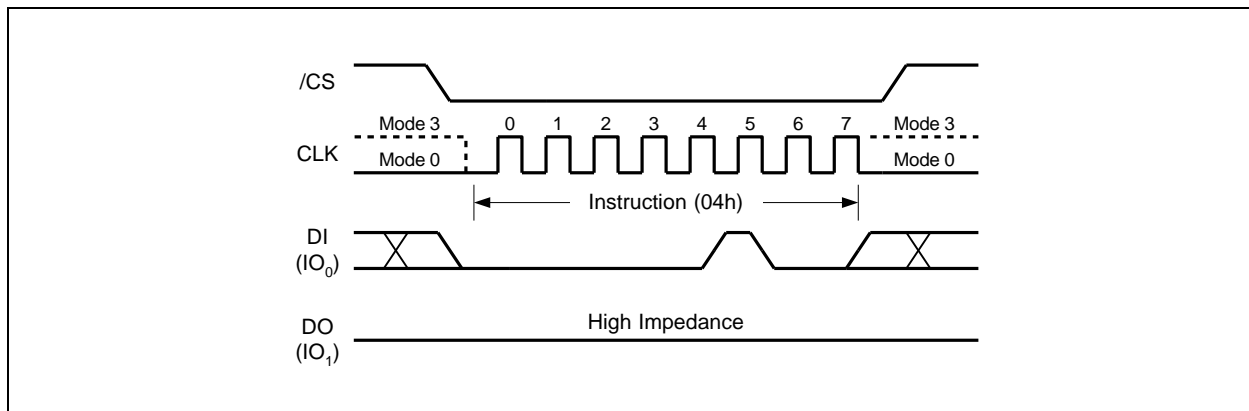 /CS
Mode 3 0 1 2 3 4 5 6 7 Mode 3
CLK
Mode 0 Mode 0
Instruction (04h)
DI
(IO₀)
High Impedance
DO
(IO₁)